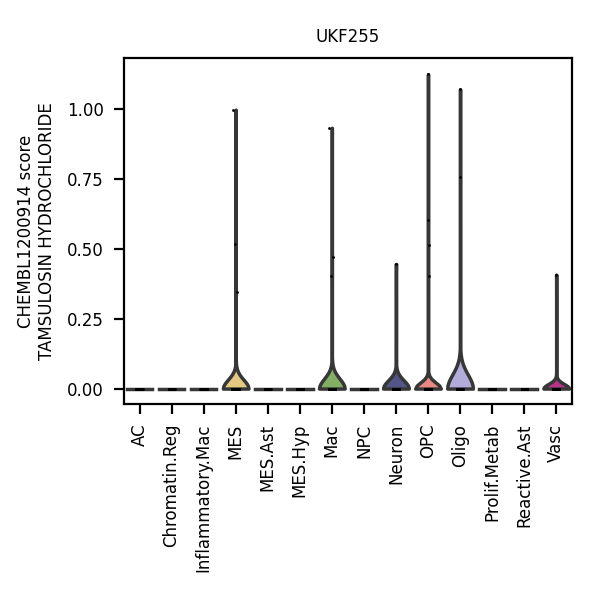 UKF255
CHEMBL1200914 score
TAMSULOSIN HYDROCHLORIDE
1.00
0.75
0.50
0.25
0.00
AC
Chromatin.Reg
Inflammatory.Mac
MES
MES.Ast
MES.Hyp
Mac
NPC
Neuron
OPC
Oligo
Prolif.Metab
Reactive.Ast
Vasc